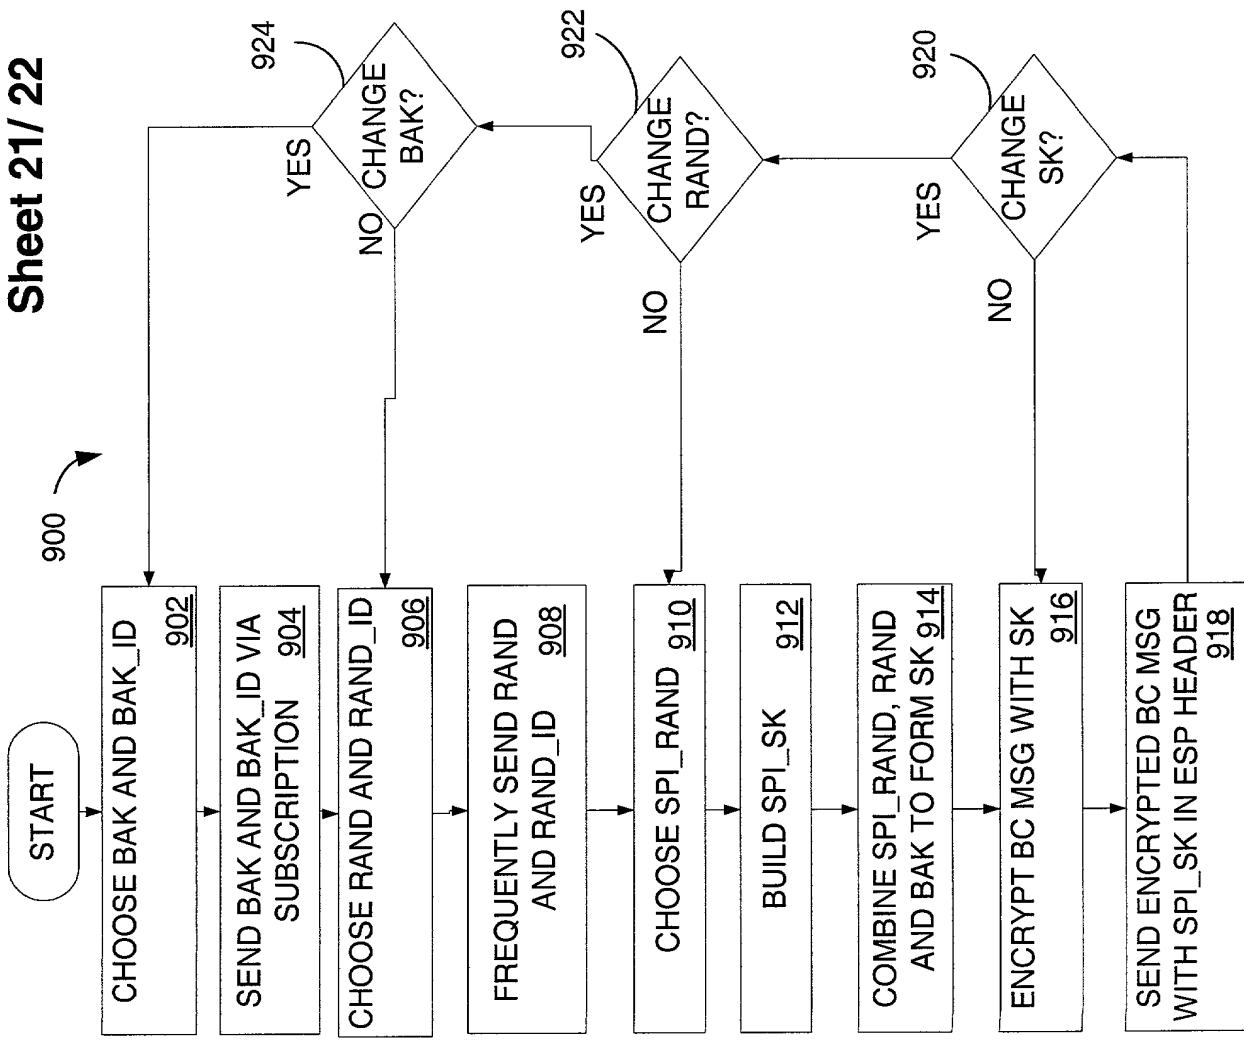 Sheet 21/ 22
900
START
CHOOSE BAK AND BAK_ID
902
SEND BAK AND BAK_ID VIA
SUBSCRIPTION
904
CHOOSE RAND AND RAND_ID
906
FREQUENTLY SEND RAND
AND RAND_ID
908
CHOOSE SPI_RAND
910
BUILD SPI_SK
912
COMBINE SPI_RAND, RAND
AND BAK TO FORM SK
914
ENCRYPT BC MSG WITH SK
916
SEND ENCRYPTED BC MSG
WITH SPI_SK IN ESP HEADER
918
924
CHANGE
BAK?
YES
NO
922
CHANGE
RAND?
YES
NO
920
CHANGE
SK?
YES
NO